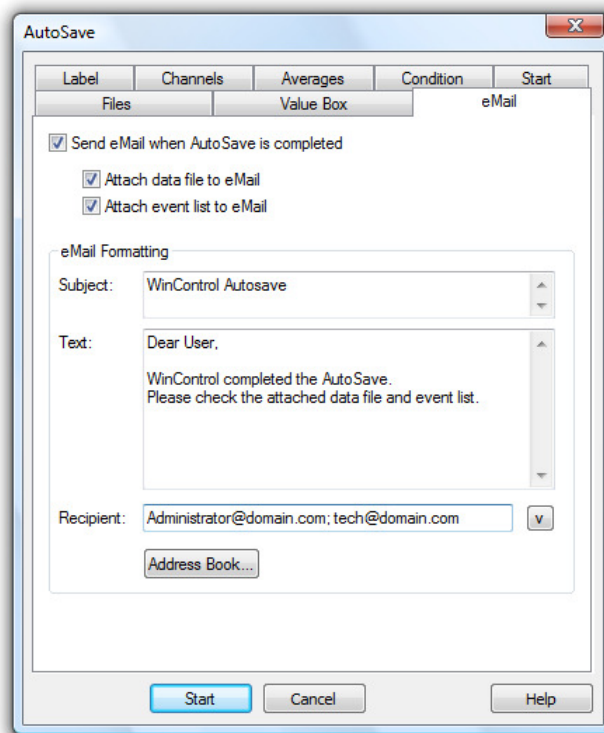 AutoSave
Label Channels Averages Condition Start
Files Value Box eMail
Send eMail when AutoSave is completed
Attach data file to eMail
Attach event list to eMail
eMail Formatting
Subject: WinControl Autosave
Text: Dear User,
WinControl completed the AutoSave.
Please check the attached data file and event list.
Recipient: Administrator@domain.com; tech@domain.com v
Address Book...
Start Cancel Help